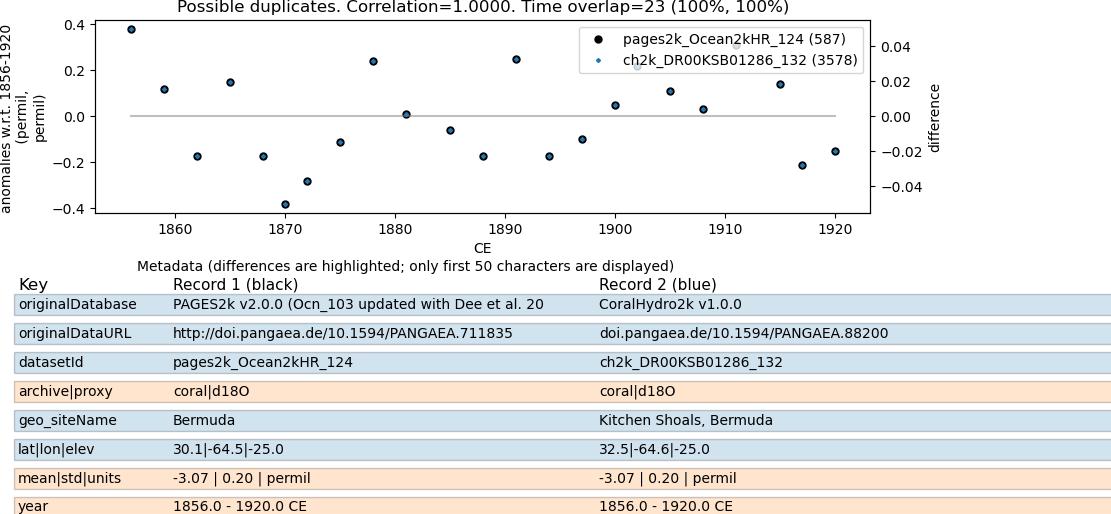 Possible duplicates. Correlation=1.0000. Time overlap=23 (100%, 100%)
anomalies w.r.t. 1856-1920
(permil,
permil)
0.4
0.2
0.0
−0.2
−0.4
pages2k_Ocean2kHR_124 (587)
ch2k_DR00KSB01286_132 (3578)
0.04
0.02
0.00
−0.02
−0.04
difference
1860 1870 1880 1890 1900 1910 1920
CE
Metadata (differences are highlighted; only first 50 characters are displayed)
Key Record 1 (black) Record 2 (blue)
originalDatabase PAGES2k v2.0.0 (Ocn_103 updated with Dee et al. 20 CoralHydro2k v1.0.0
originalDataURL http://doi.pangaea.de/10.1594/PANGAEA.711835 doi.pangaea.de/10.1594/PANGAEA.88200
datasetId pages2k_Ocean2kHR_124 ch2k_DR00KSB01286_132
archive|proxy coral|d18O coral|d18O
geo_siteName Bermuda Kitchen Shoals, Bermuda
lat|lon|elev 30.1|-64.5|-25.0 32.5|-64.6|-25.0
mean|std|units -3.07 | 0.20 | permil -3.07 | 0.20 | permil
year 1856.0 - 1920.0 CE 1856.0 - 1920.0 CE